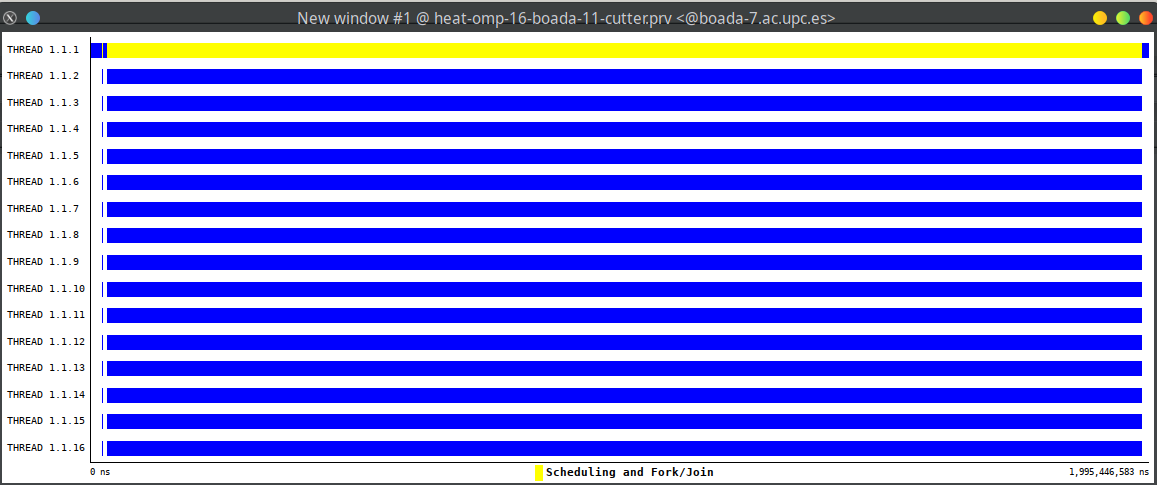 New window #1 @ heat-omp-16-boada-11-cutter.prv <@boada-7.ac.upc.es>
THREAD 1.1.1
THREAD 1.1.2
THREAD 1.1.3
THREAD 1.1.4
THREAD 1.1.5
THREAD 1.1.6
THREAD 1.1.7
THREAD 1.1.8
THREAD 1.1.9
THREAD 1.1.10
THREAD 1.1.11
THREAD 1.1.12
THREAD 1.1.13
THREAD 1.1.14
THREAD 1.1.15
THREAD 1.1.16
0 ns
Scheduling and Fork/Join
1,995,446,583 ns